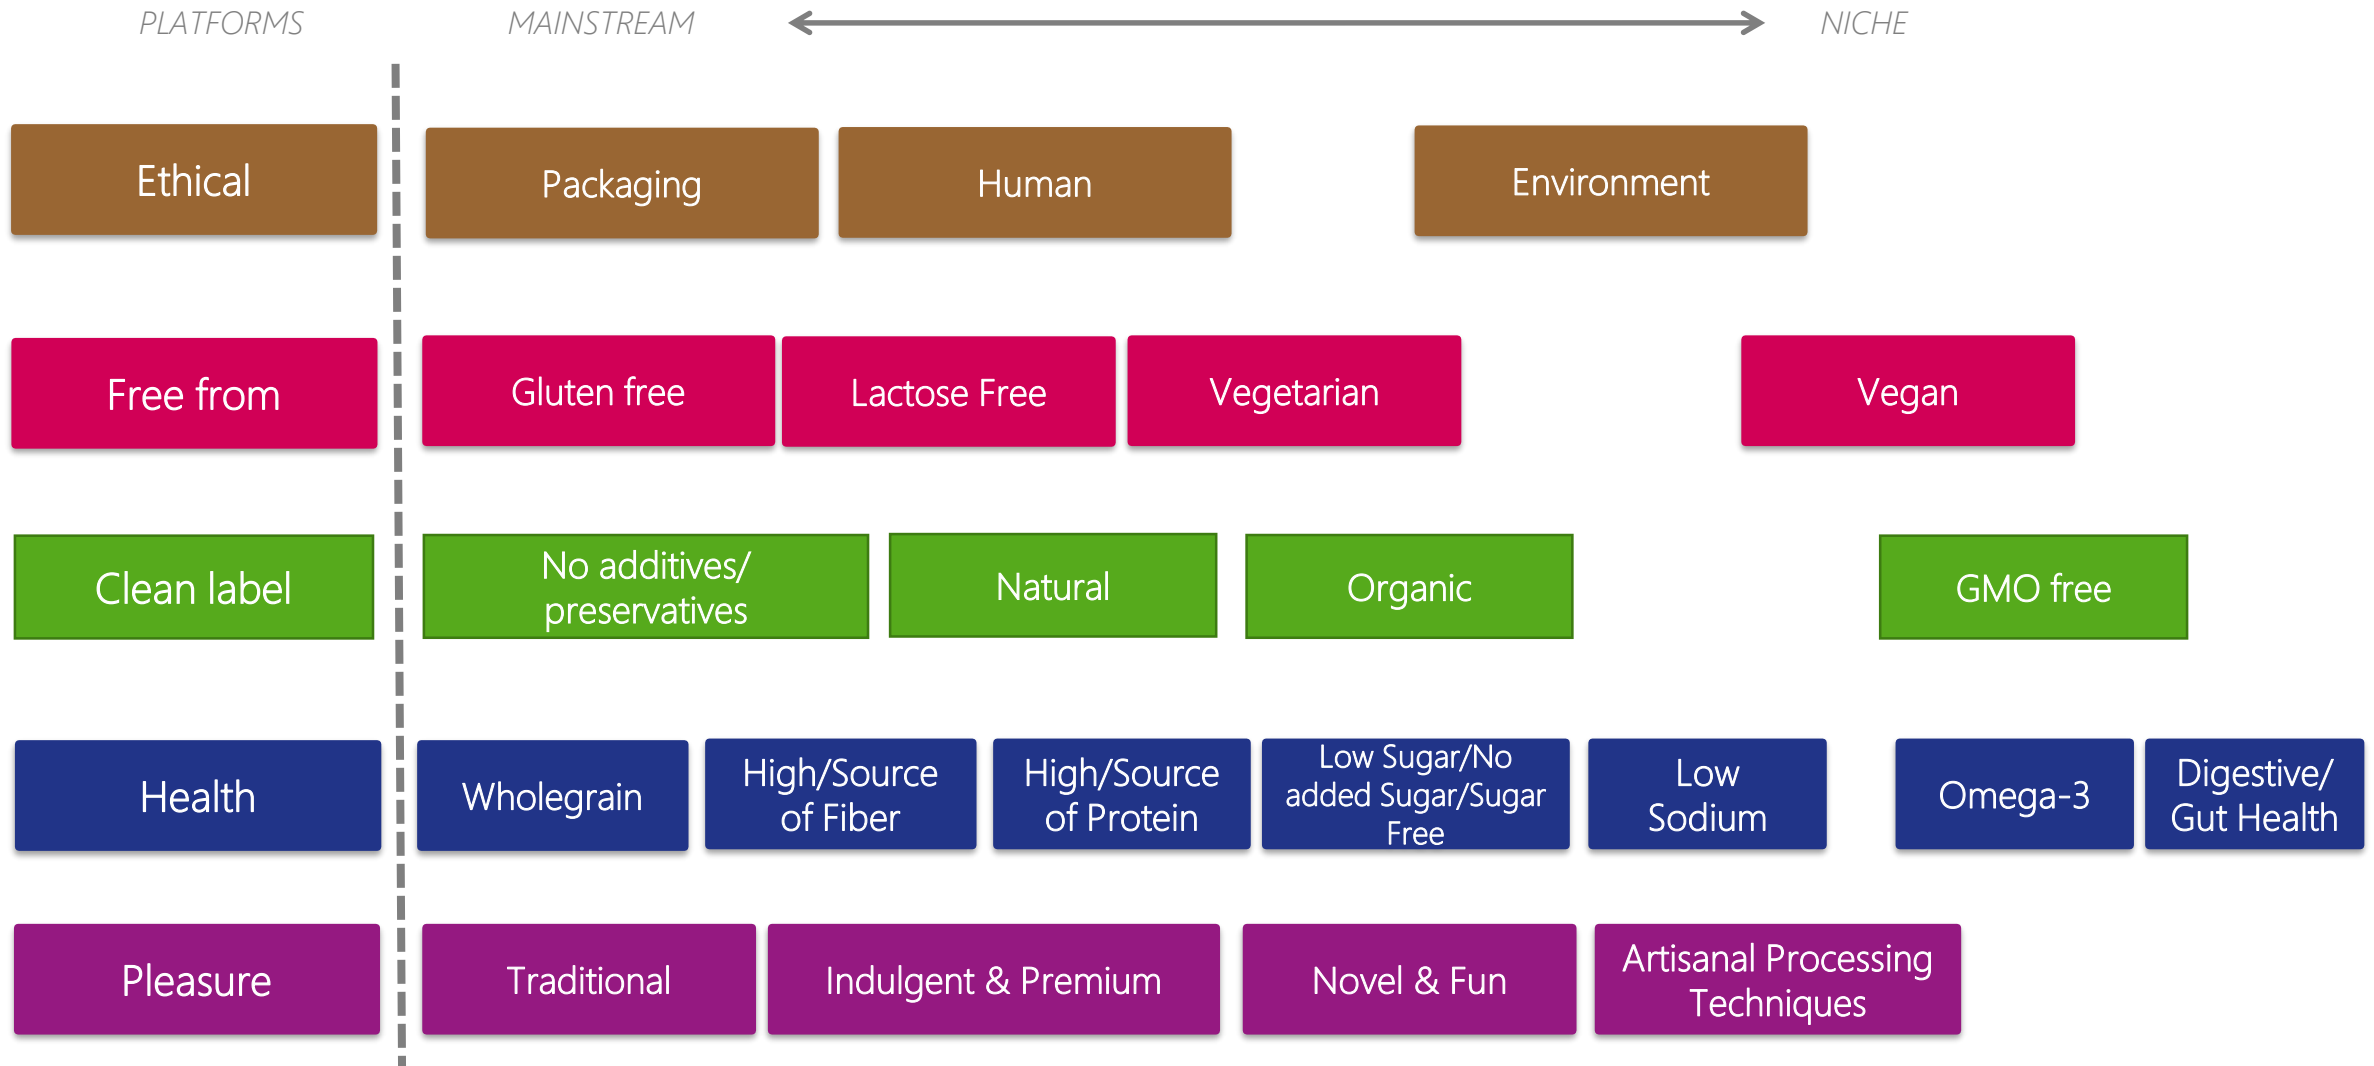 PLATFORMS MAINSTREAM NICHE
Ethical Packaging Human Environment
Free from Gluten free Lactose Free Vegetarian Vegan
Clean label
No additives/
preservatives
Natural
Organic
GMO free
Health
Wholegrain
High/Source
of Fiber
High/Source
of Protein
Low Sugar/No
added Sugar/Sugar
Free
Low
Sodium
Omega-3
Digestive/
Gut Health
Pleasure
Traditional
Indulgent & Premium
Novel & Fun
Artisanal Processing
Techniques